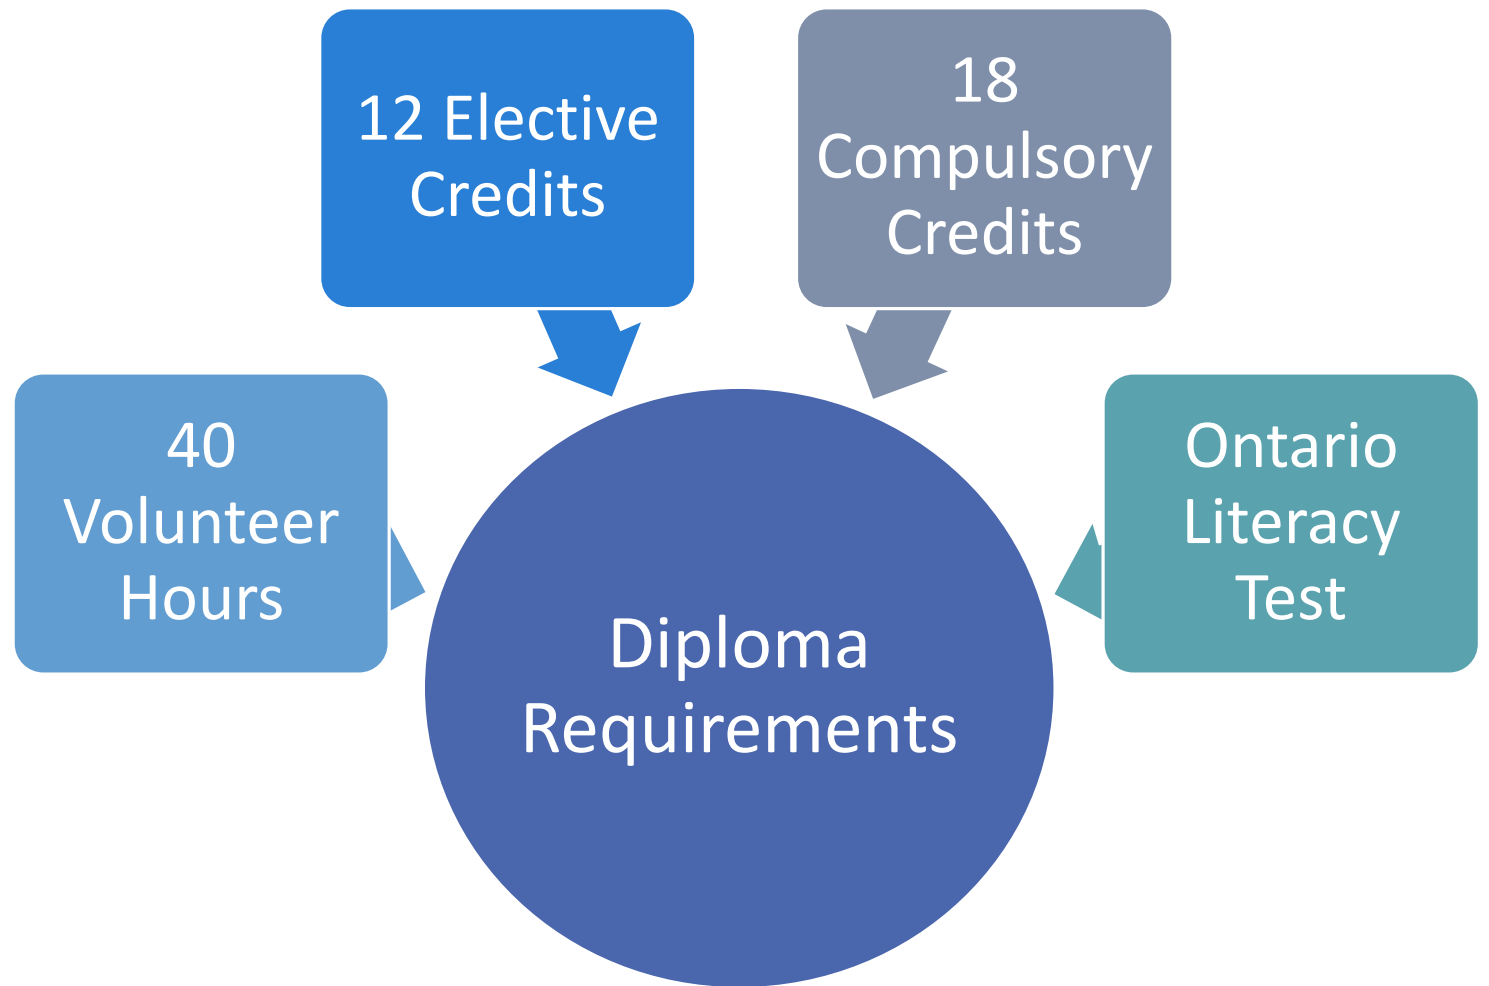 12 Elective
Credits
18
Compulsory
Credits
40
Volunteer
Hours
Ontario
Literacy
Test
Diploma
Requirements